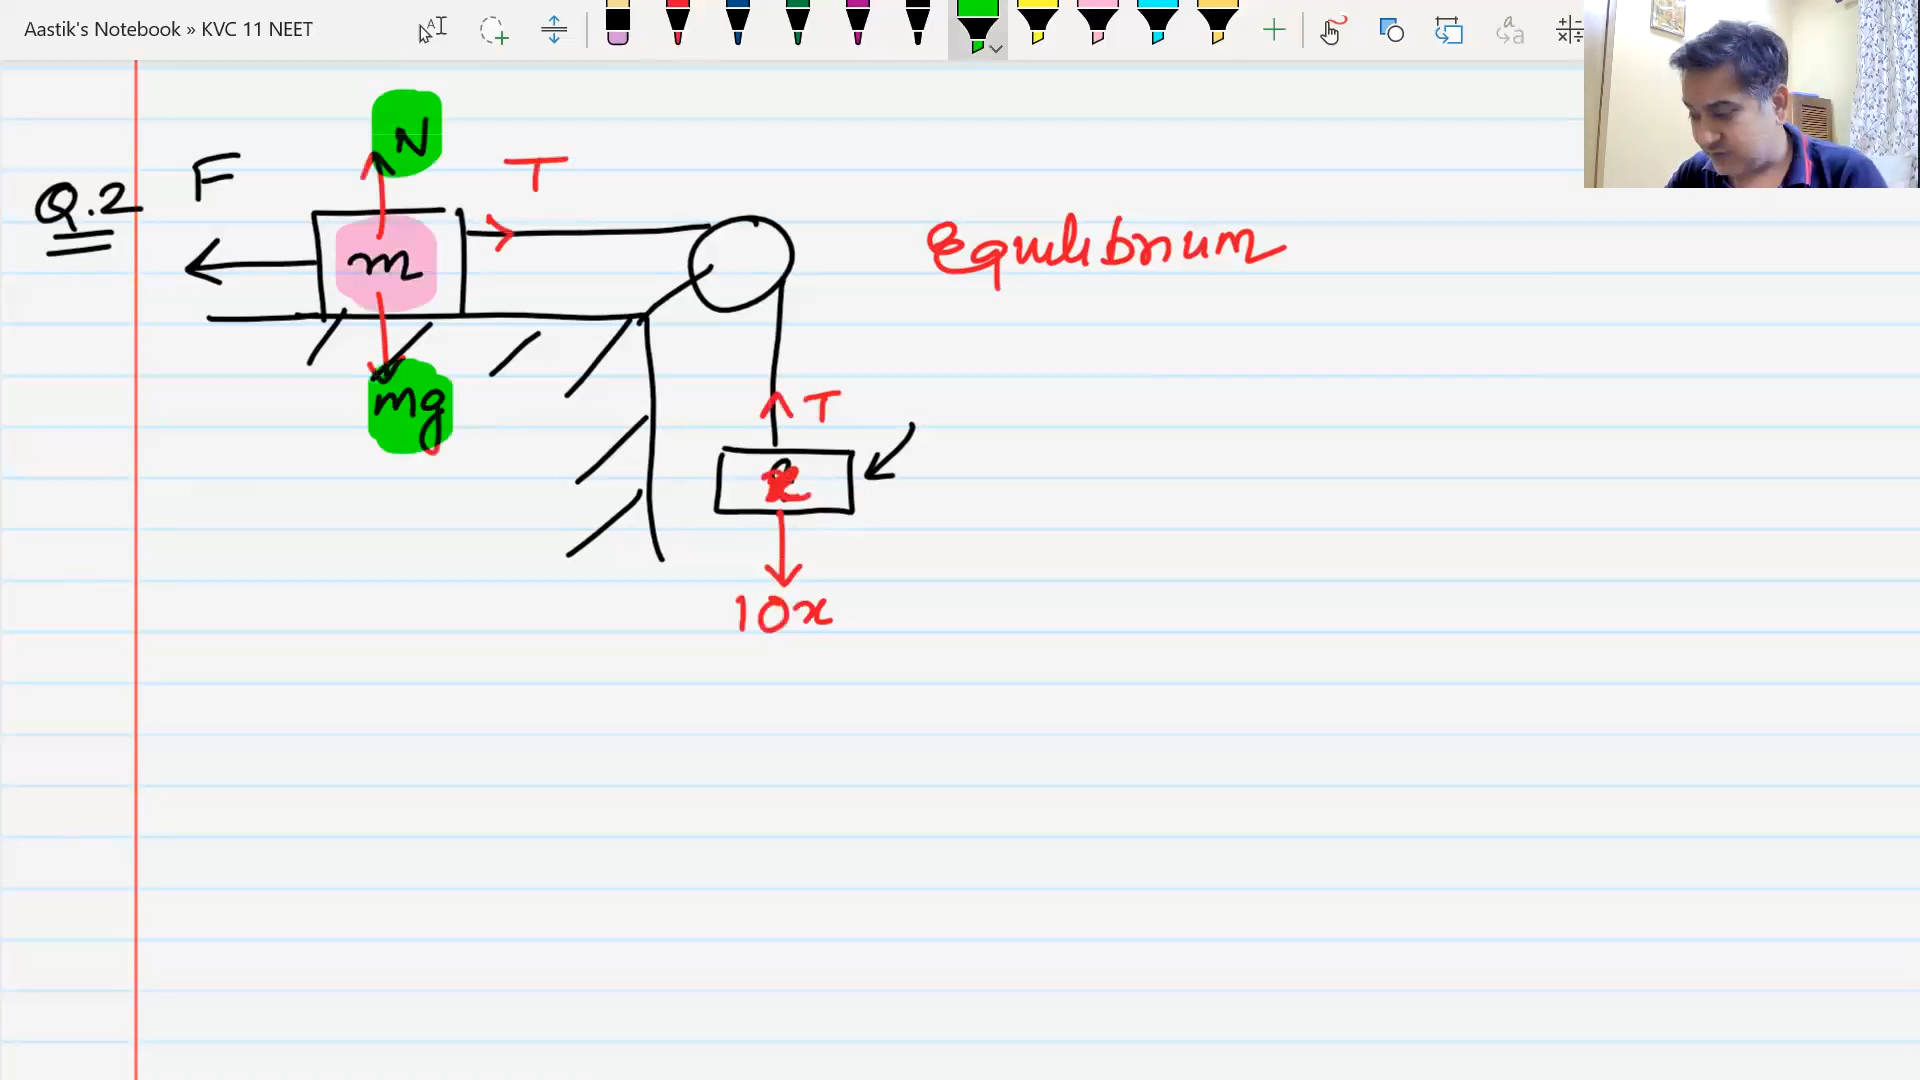 Aastik's Notebook » KVC 11 NEET
N
F
T
Q.2
m
Equilibrium
mg
T
x
10x